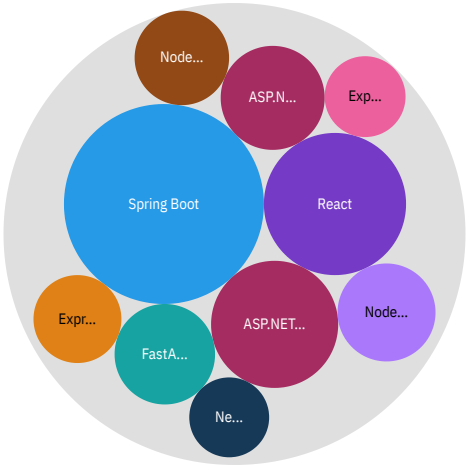 Node...
ASP.N...
Exp...
Spring Boot
React
Node...
Expr...
ASP.NET...
FastA...
Ne...